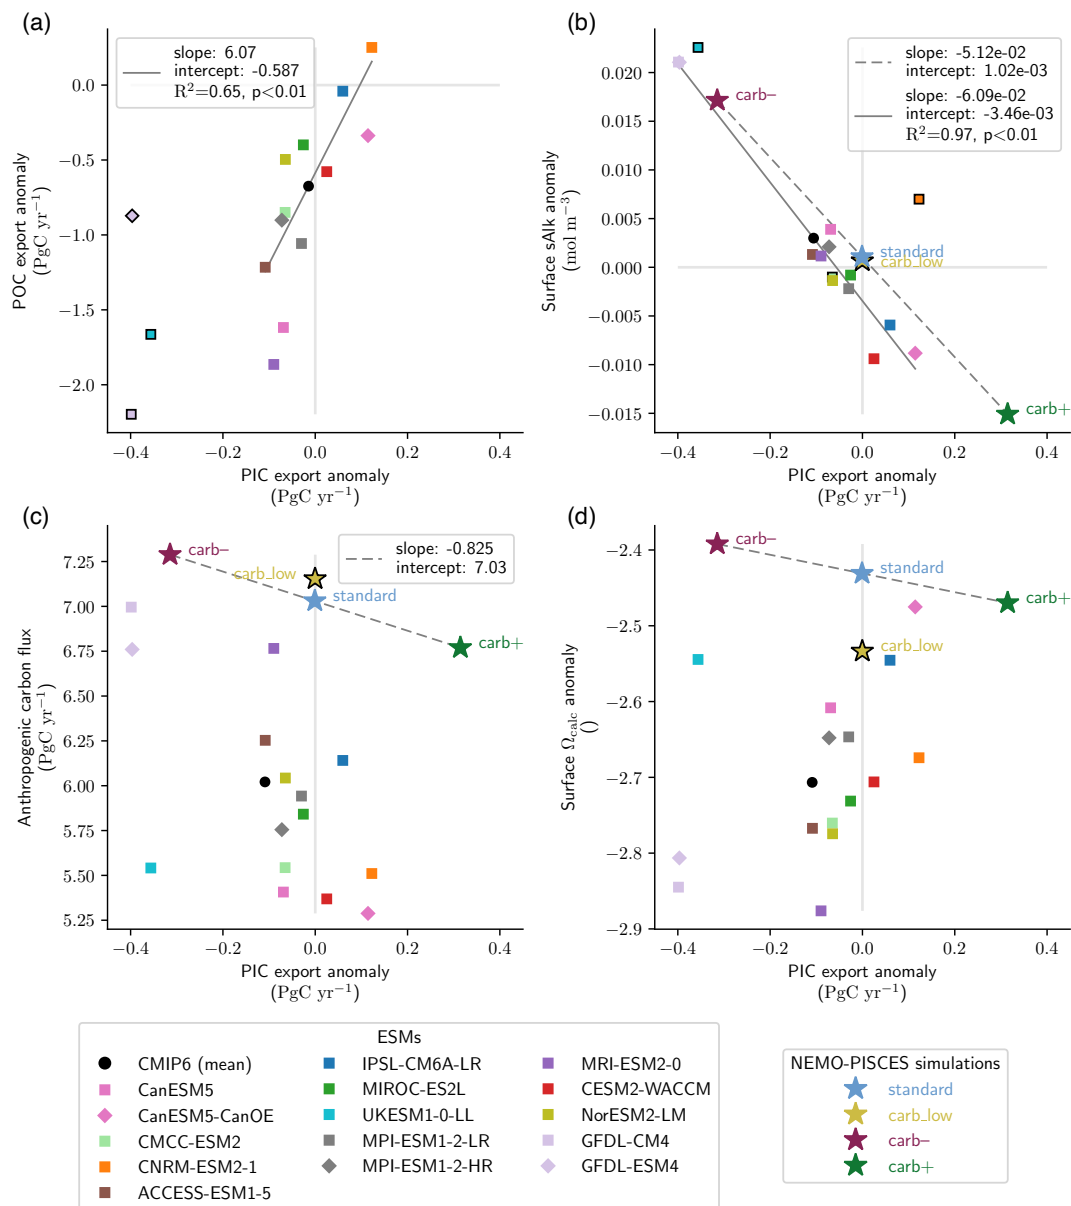 (a)
slope: 6.07
intercept: -0.587
R²=0.65, p<0.01
0.0
−0.5
−1.0
−1.5
−2.0
POC export anomaly
(PgC yr⁻¹)
−0.4
−0.2
0.0
0.2
0.4
PIC export anomaly
(PgC yr⁻¹)
(b)
slope: -5.12e-02
intercept: 1.02e-03
slope: -6.09e-02
intercept: -3.46e-03
R²=0.97, p<0.01
carb−
standard
carb_low
carb+
0.020
0.015
0.010
0.005
0.000
−0.005
−0.010
−0.015
Surface sAlk anomaly
(mol m⁻³)
−0.4
−0.2
0.0
0.2
0.4
PIC export anomaly
(PgC yr⁻¹)
(c)
slope: -0.825
intercept: 7.03
carb−
carb_low
standard
carb+
7.25
7.00
6.75
6.50
6.25
6.00
5.75
5.50
5.25
Anthropogenic carbon flux
(PgC yr⁻¹)
−0.4
−0.2
0.0
0.2
0.4
PIC export anomaly
(PgC yr⁻¹)
(d)
carb−
standard
carb+
carb_low
−2.4
−2.5
−2.6
−2.7
−2.8
−2.9
Surface Ω_calc anomaly
()
−0.4
−0.2
0.0
0.2
0.4
PIC export anomaly
(PgC yr⁻¹)
ESMs
CMIP6 (mean)
CanESM5
CanESM5-CanOE
CMCC-ESM2
CNRM-ESM2-1
ACCESS-ESM1-5
IPSL-CM6A-LR
MIROC-ES2L
UKESM1-0-LL
MPI-ESM1-2-LR
MPI-ESM1-2-HR
MRI-ESM2-0
CESM2-WACCM
NorESM2-LM
GFDL-CM4
GFDL-ESM4
NEMO-PISCES simulations
standard
carb_low
carb−
carb+